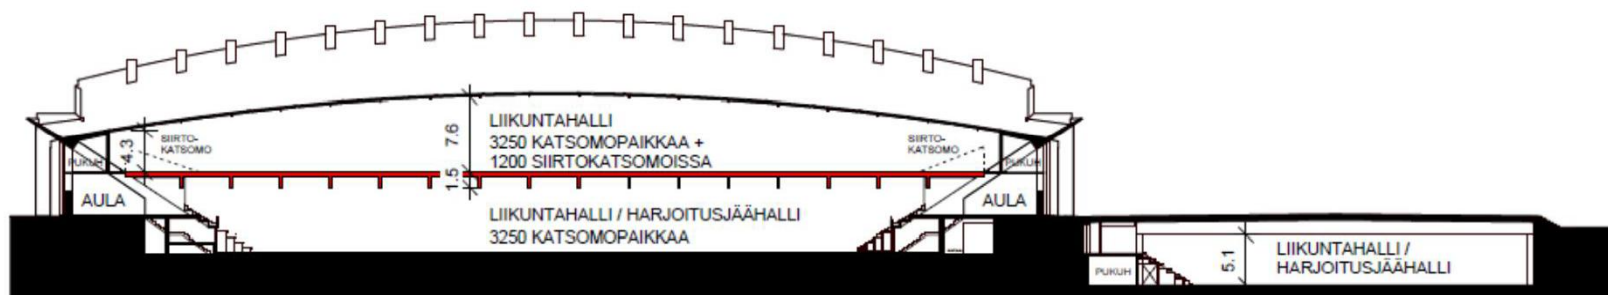 LIIKUNTAHALLI
3250 KATSOMOPAIKKAA +
1200 SIIRTOKATSOMOISSA
7.6
4.3
SIIRTO-
KATSOMO
SIIRTO-
KATSOMO
PUKUH
PUKUH
1.5
AULA
AULA
LIIKUNTAHALLI / HARJOITUSJÄÄHALLI
3250 KATSOMOPAIKKAA
PUKUH
5.1
LIIKUNTAHALLI /
HARJOITUSJÄÄHALLI